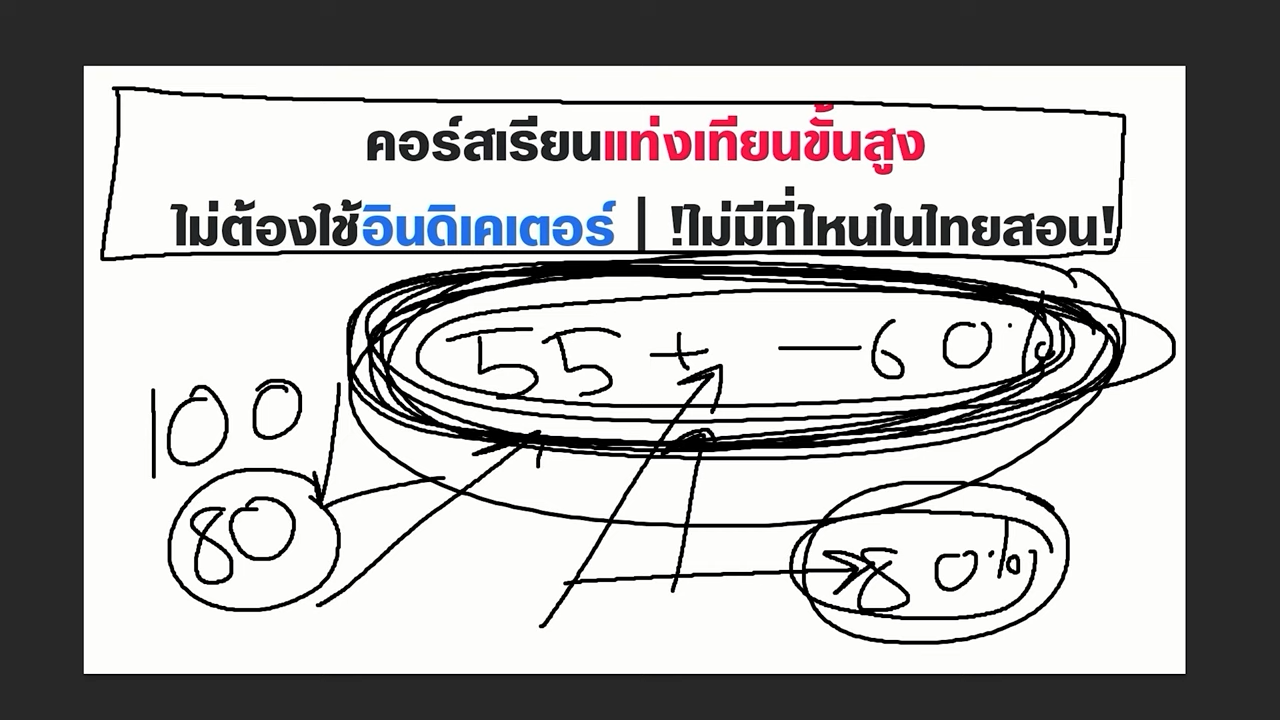 คอร์สเรียนแท่งเทียนขั้นสูง
ไม่ต้องใช้อินดิเคเตอร์ | !ไม่มีที่ไหนในไทยสอน!
55 + — 60%
100
80
80%